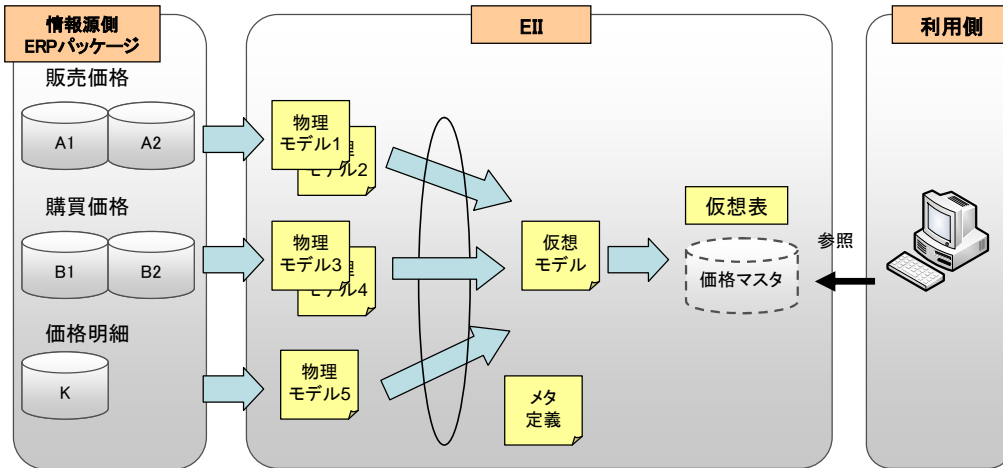 情報源側
ERPパッケージ
EII
利用側
販売価格
A1
A2
購買価格
B1
B2
価格明細
K
物理
モデル1
理
モデル2
物理
モデル3
モデル4
物理
モデル5
仮想
モデル
メタ
定義
仮想表
価格マスタ
参照